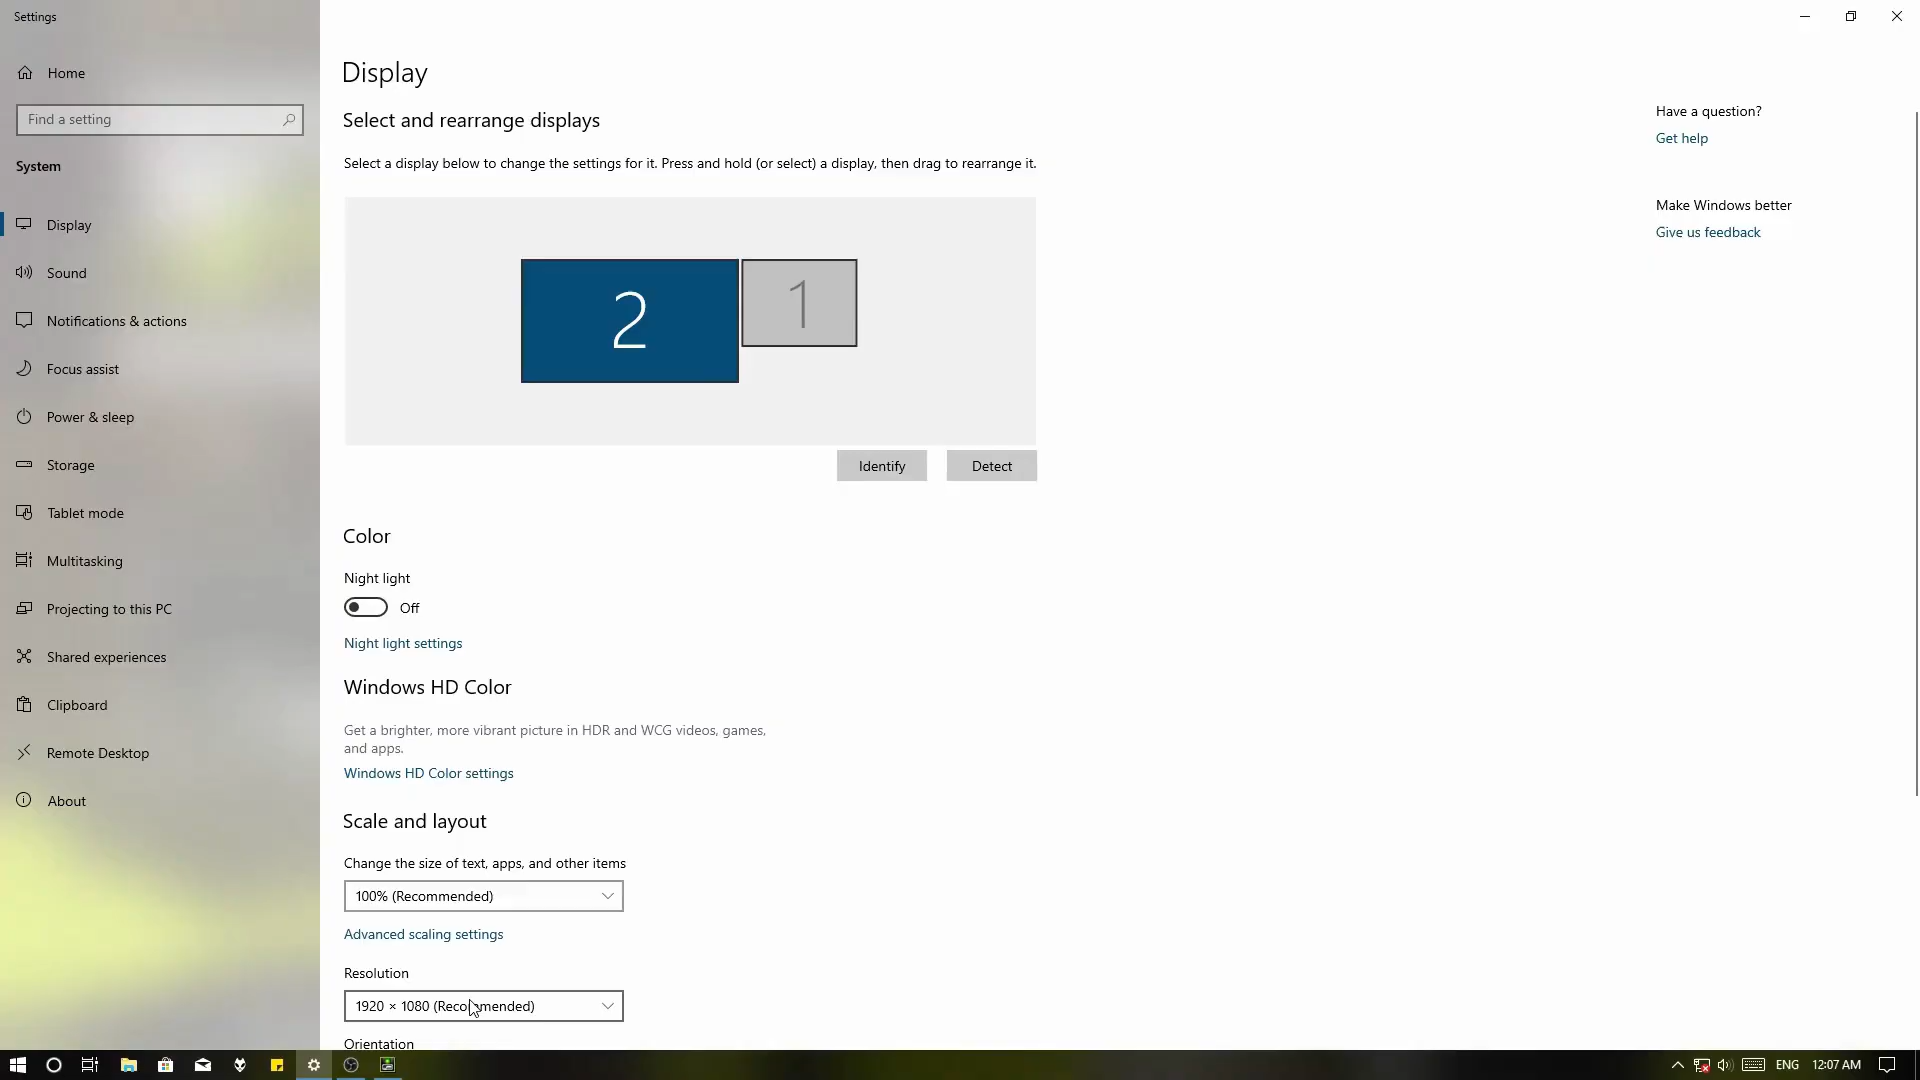 Settings
Home
Find a setting
System
Display
Sound
Notifications & actions
Focus assist
Power & sleep
Storage
Tablet mode
Multitasking
Projecting to this PC
Shared experiences
Clipboard
Remote Desktop
About
Display
Select and rearrange displays
Select a display below to change the settings for it. Press and hold (or select) a display, then drag to rearrange it.
2
1
Identify
Detect
Color
Night light
Off
Night light settings
Windows HD Color
Get a brighter, more vibrant picture in HDR and WCG videos, games,
and apps.
Windows HD Color settings
Scale and layout
Change the size of text, apps, and other items
100% (Recommended)
Advanced scaling settings
Resolution
1920 × 1080 (Recommended)
Orientation
Have a question?
Get help
Make Windows better
Give us feedback
ENG
12:07 AM